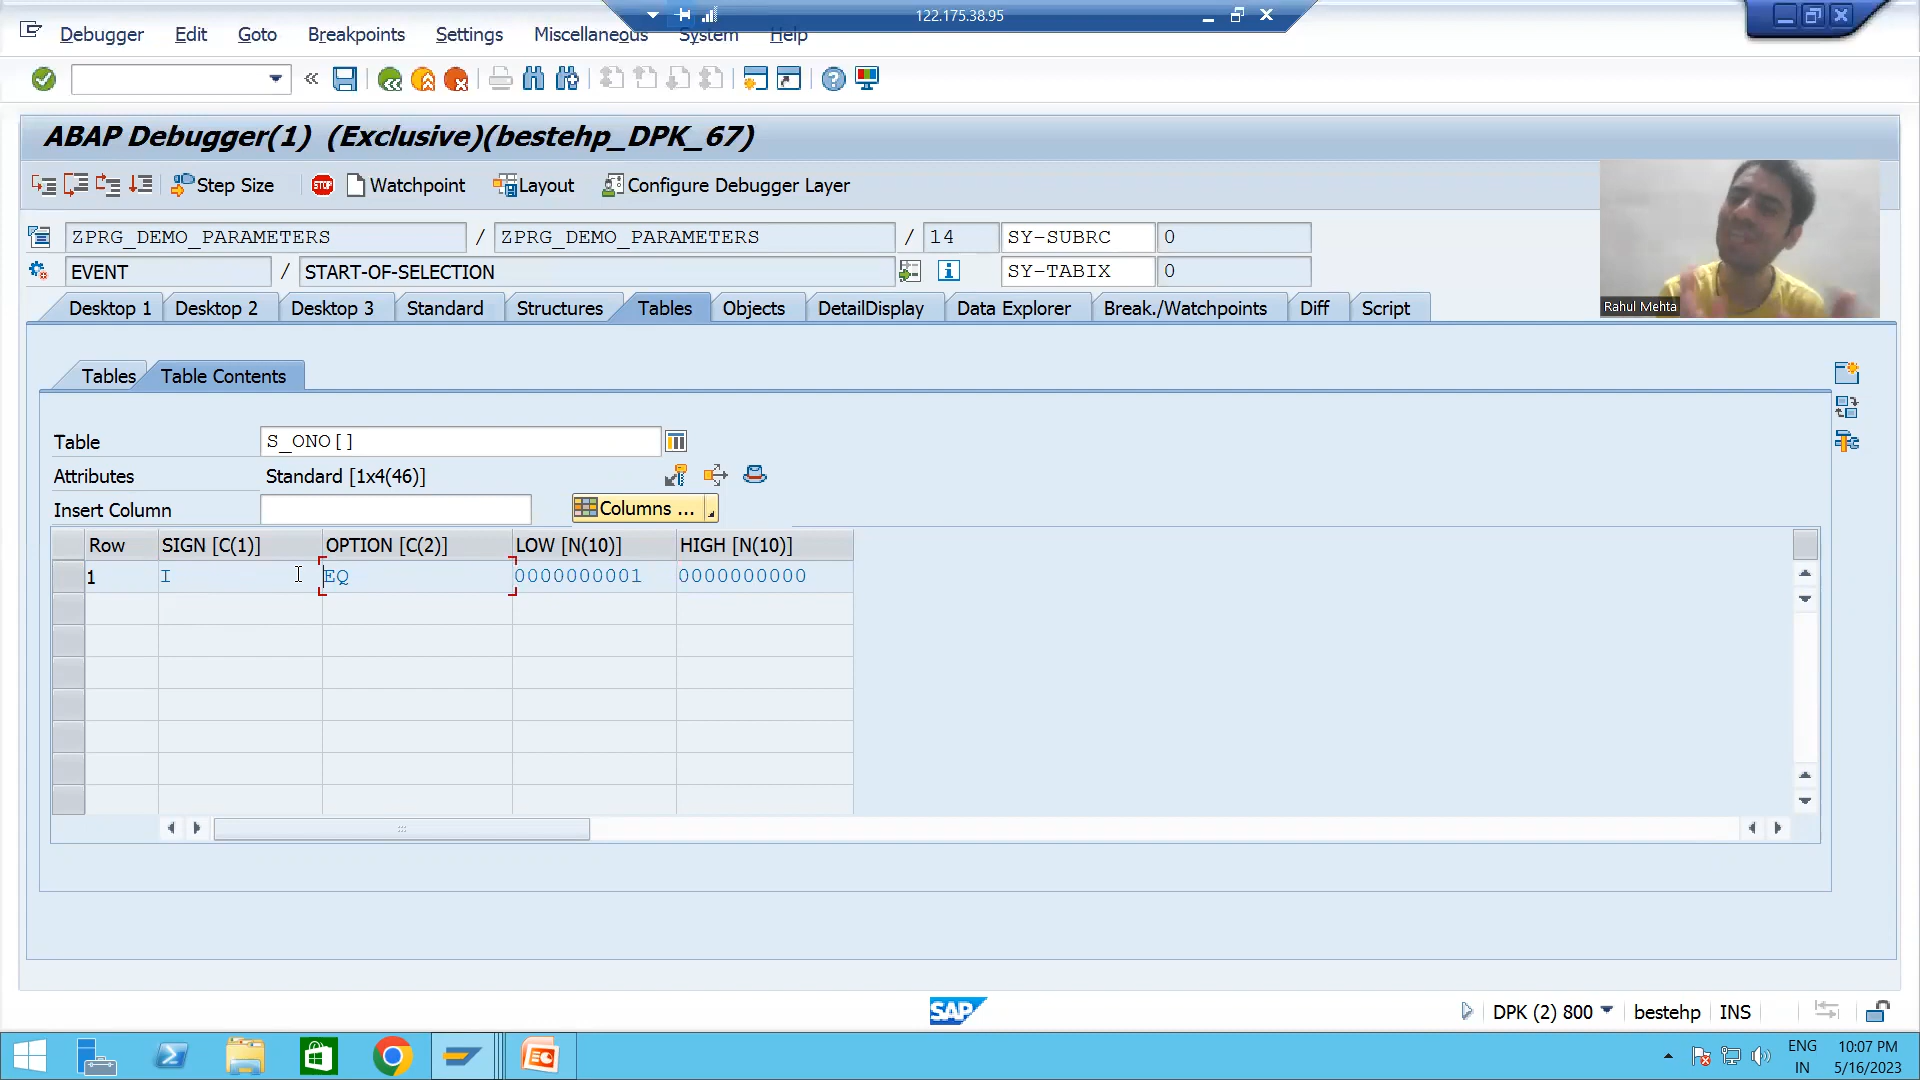 122.175.38.95
Debugger Edit Goto Breakpoints Settings Miscellaneous System Help
ABAP Debugger(1) (Exclusive)(bestehp_DPK_67)
Step Size STOP Watchpoint Layout Configure Debugger Layer
ZPRG_DEMO_PARAMETERS / ZPRG_DEMO_PARAMETERS / 14 SY-SUBRC 0
EVENT / START-OF-SELECTION SY-TABIX 0
Rahul Mehta
Desktop 1 Desktop 2 Desktop 3 Standard Structures Tables Objects DetailDisplay Data Explorer Break./Watchpoints Diff Script
Tables Table Contents
Table S_ONO[]
Attributes Standard [1x4(46)]
Insert Column Columns ...
Row SIGN [C(1)] OPTION [C(2)] LOW [N(10)] HIGH [N(10)]
1 I EQ 0000000001 0000000000
SAP
DPK (2) 800 bestehp INS
ENG 10:07 PM
IN 5/16/2023